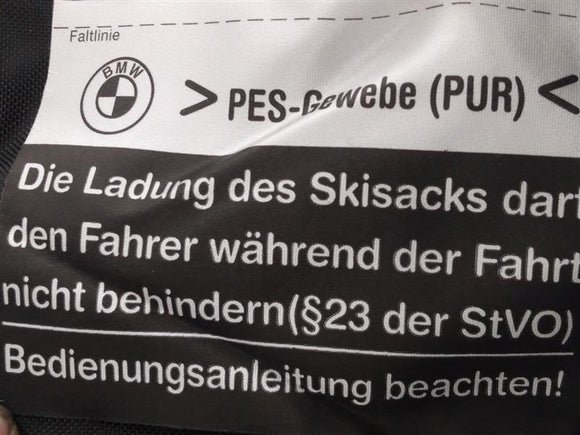 Faltlinie
BMW
> PES-Gewebe (PUR) <
Die Ladung des Skisacks darf
den Fahrer während der Fahrt
nicht behindern(§23 der StVO)
Bedienungsanleitung beachten!